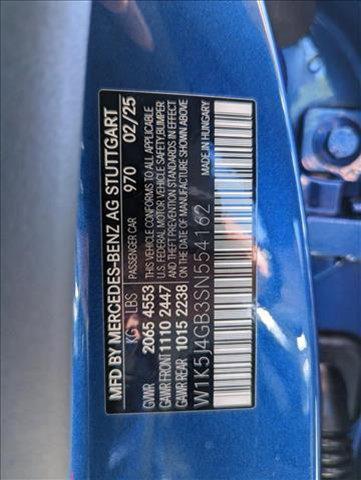 MFD BY MERCEDES-BENZ AG STUTTGART
PASSENGER CAR 970 02/25
KG LBS
GVWR 2065 4553
GAWR FRONT 1110 2447
GAWR REAR 1015 2238
THIS VEHICLE CONFORMS TO ALL APPLICABLE
U.S. FEDERAL MOTOR VEHICLE SAFETY,BUMPER
AND THEFT PREVENTION STANDARDS IN EFFECT
ON THE DATE OF MANUFACTURE SHOWN ABOVE
W1K5J4GB3SN554162
MADE IN HUNGARY